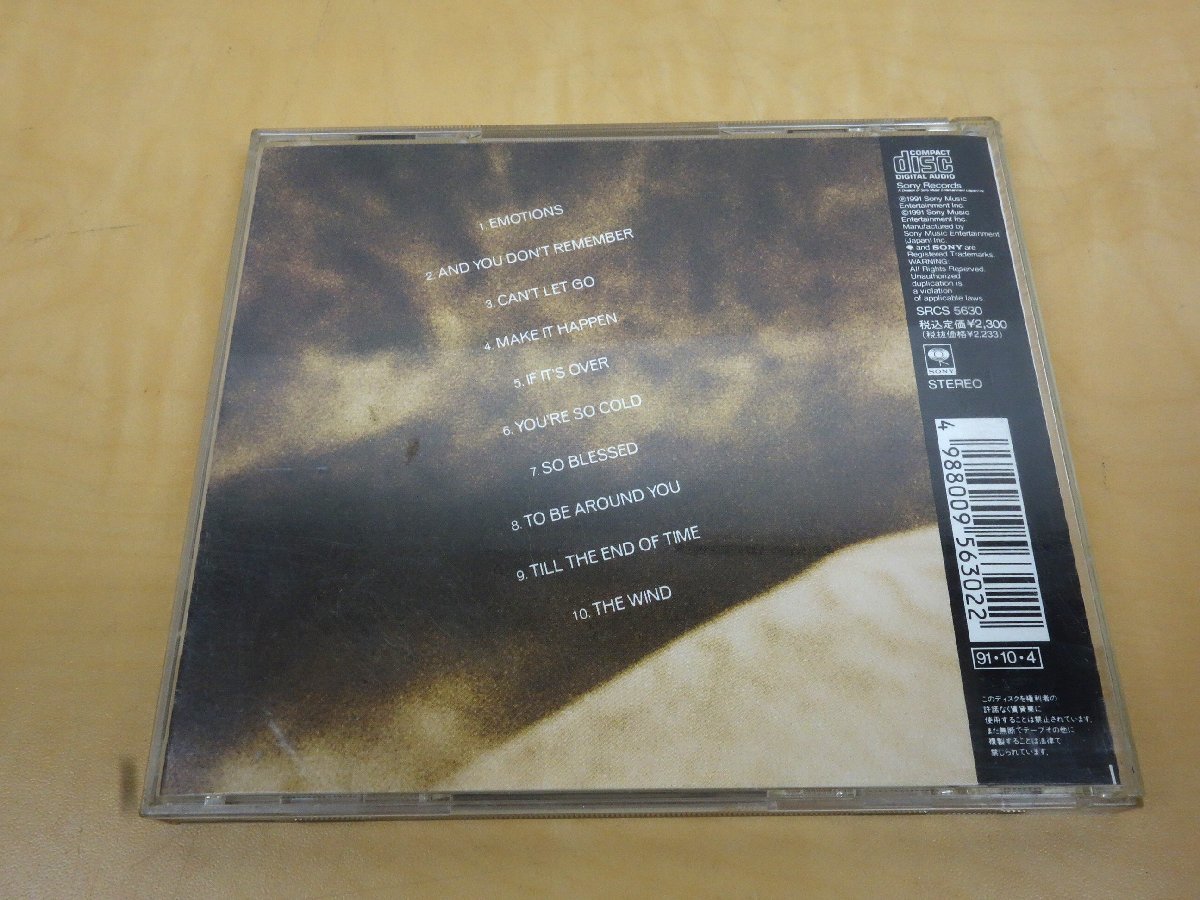 1. EMOTIONS
2. AND YOU DON'T REMEMBER
3. CAN'T LET GO
4. MAKE IT HAPPEN
5. IF IT'S OVER
6. YOU'RE SO COLD
7. SO BLESSED
8. TO BE AROUND YOU
9. TILL THE END OF TIME
10. THE WIND
COMPACT
disc
DIGITAL AUDIO
Sony Records
A Division of Sony Music Entertainment (Japan) Inc.
℗1991 Sony Music
Entertainment Inc.
©1991 Sony Music
Entertainment Inc.
Manufactured by
Sony Music Entertainment
(Japan) Inc.
and SONY are
Registered Trademarks.
WARNING:
All Rights Reserved.
Unauthorized
duplication is
a violation
of applicable laws.
SRCS 5630
税込定価¥2,300
(税抜価格¥2,233)
SONY
STEREO
4 988009 563022
91・10・4
このディスクを権利者の
許諾なく賃貸業に
使用することは禁止されています。
また無断でテープその他に
複製することは法律で
禁じられています。